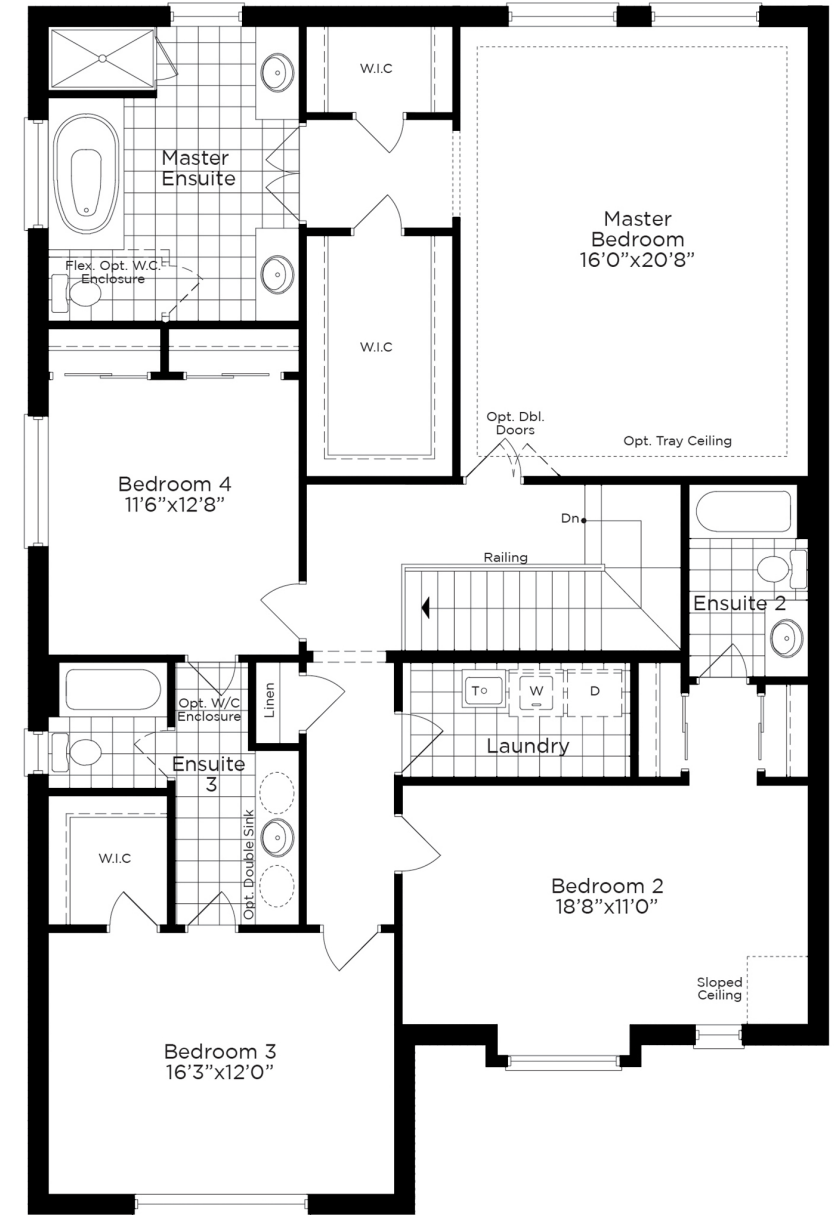 W.I.C
Master
Ensuite
Master
Bedroom
16'0"x20'8"
Flex. Opt. W.C.
Enclosure
W.I.C
Opt. Dbl.
Doors
Opt. Tray Ceiling
Bedroom 4
11'6"x12'8"
Dn
Railing
Ensuite 2
Linen
T
W
D
Opt. W/C
Enclosure
Laundry
Ensuite
3
Opt. Double Sink
W.I.C
Bedroom 2
18'8"x11'0"
Sloped
Ceiling
Bedroom 3
16'3"x12'0"